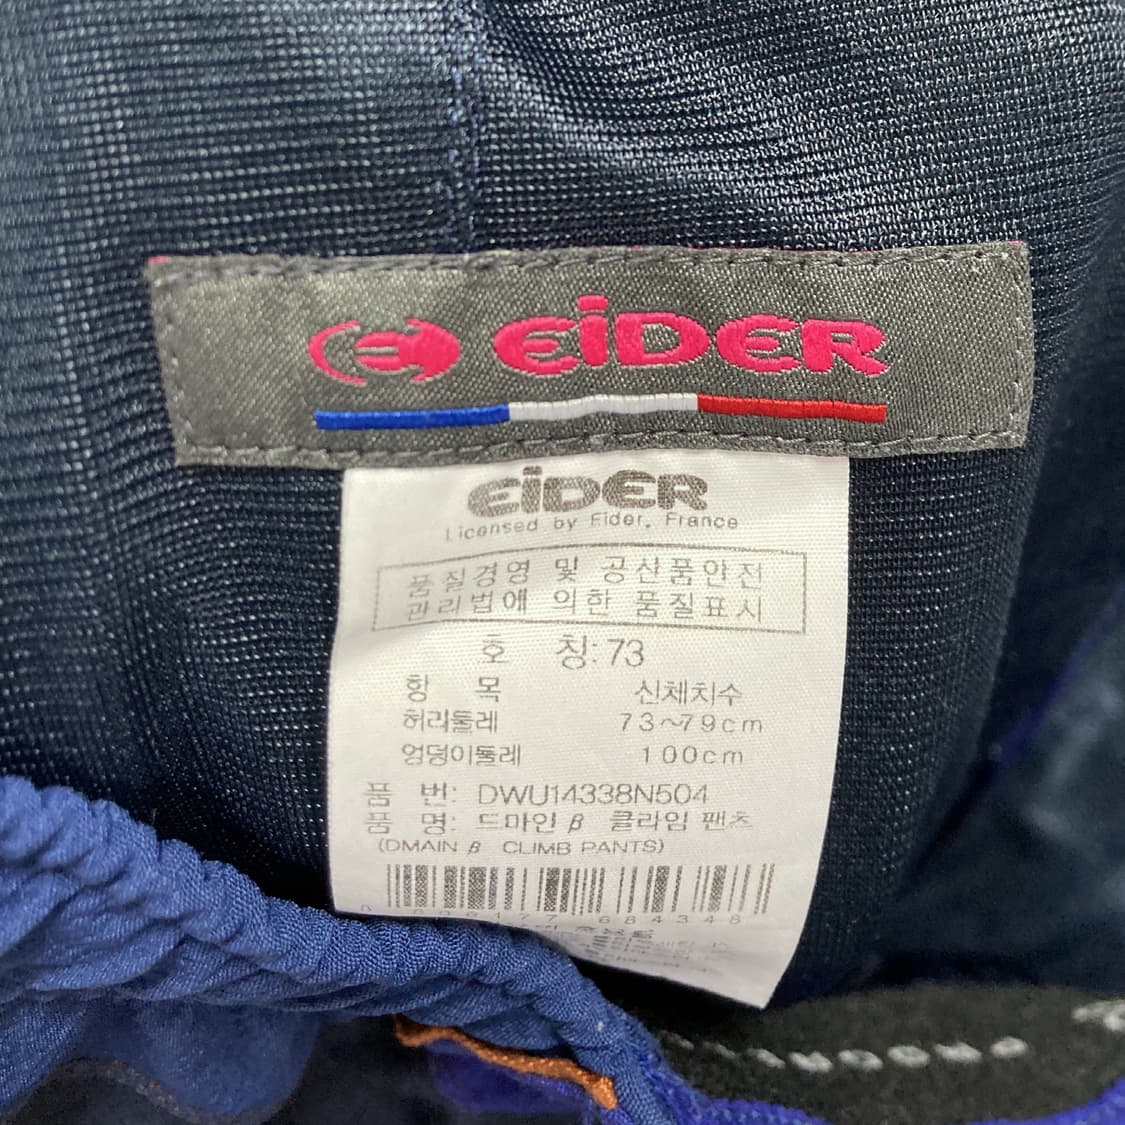 EiDER
EiDER
Licensed by Eider, France
품질경영 및 공산품안전
관리법에 의한 품질표시
호 칭: 73
항 목 신체치수
허리둘레 73~79cm
엉덩이둘레 100cm
품 번: DWU14338N504
품 명: 드마인 β 클라임 팬츠
(DMAIN β CLIMB PANTS)
684348